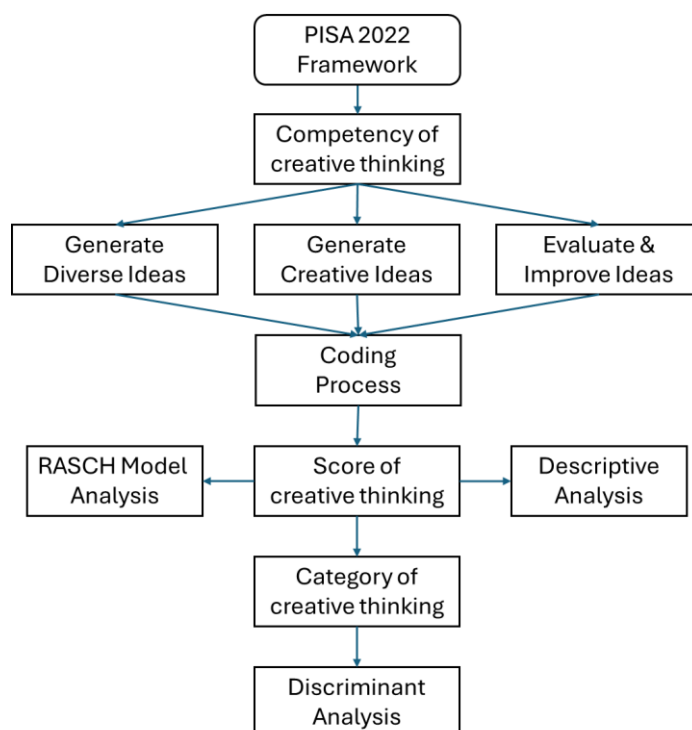 PISA 2022
Framework
Competency of
creative thinking
Generate
Diverse Ideas
Generate
Creative Ideas
Evaluate &
Improve Ideas
Coding
Process
RASCH Model
Analysis
Score of
creative thinking
Descriptive
Analysis
Category of
creative thinking
Discriminant
Analysis